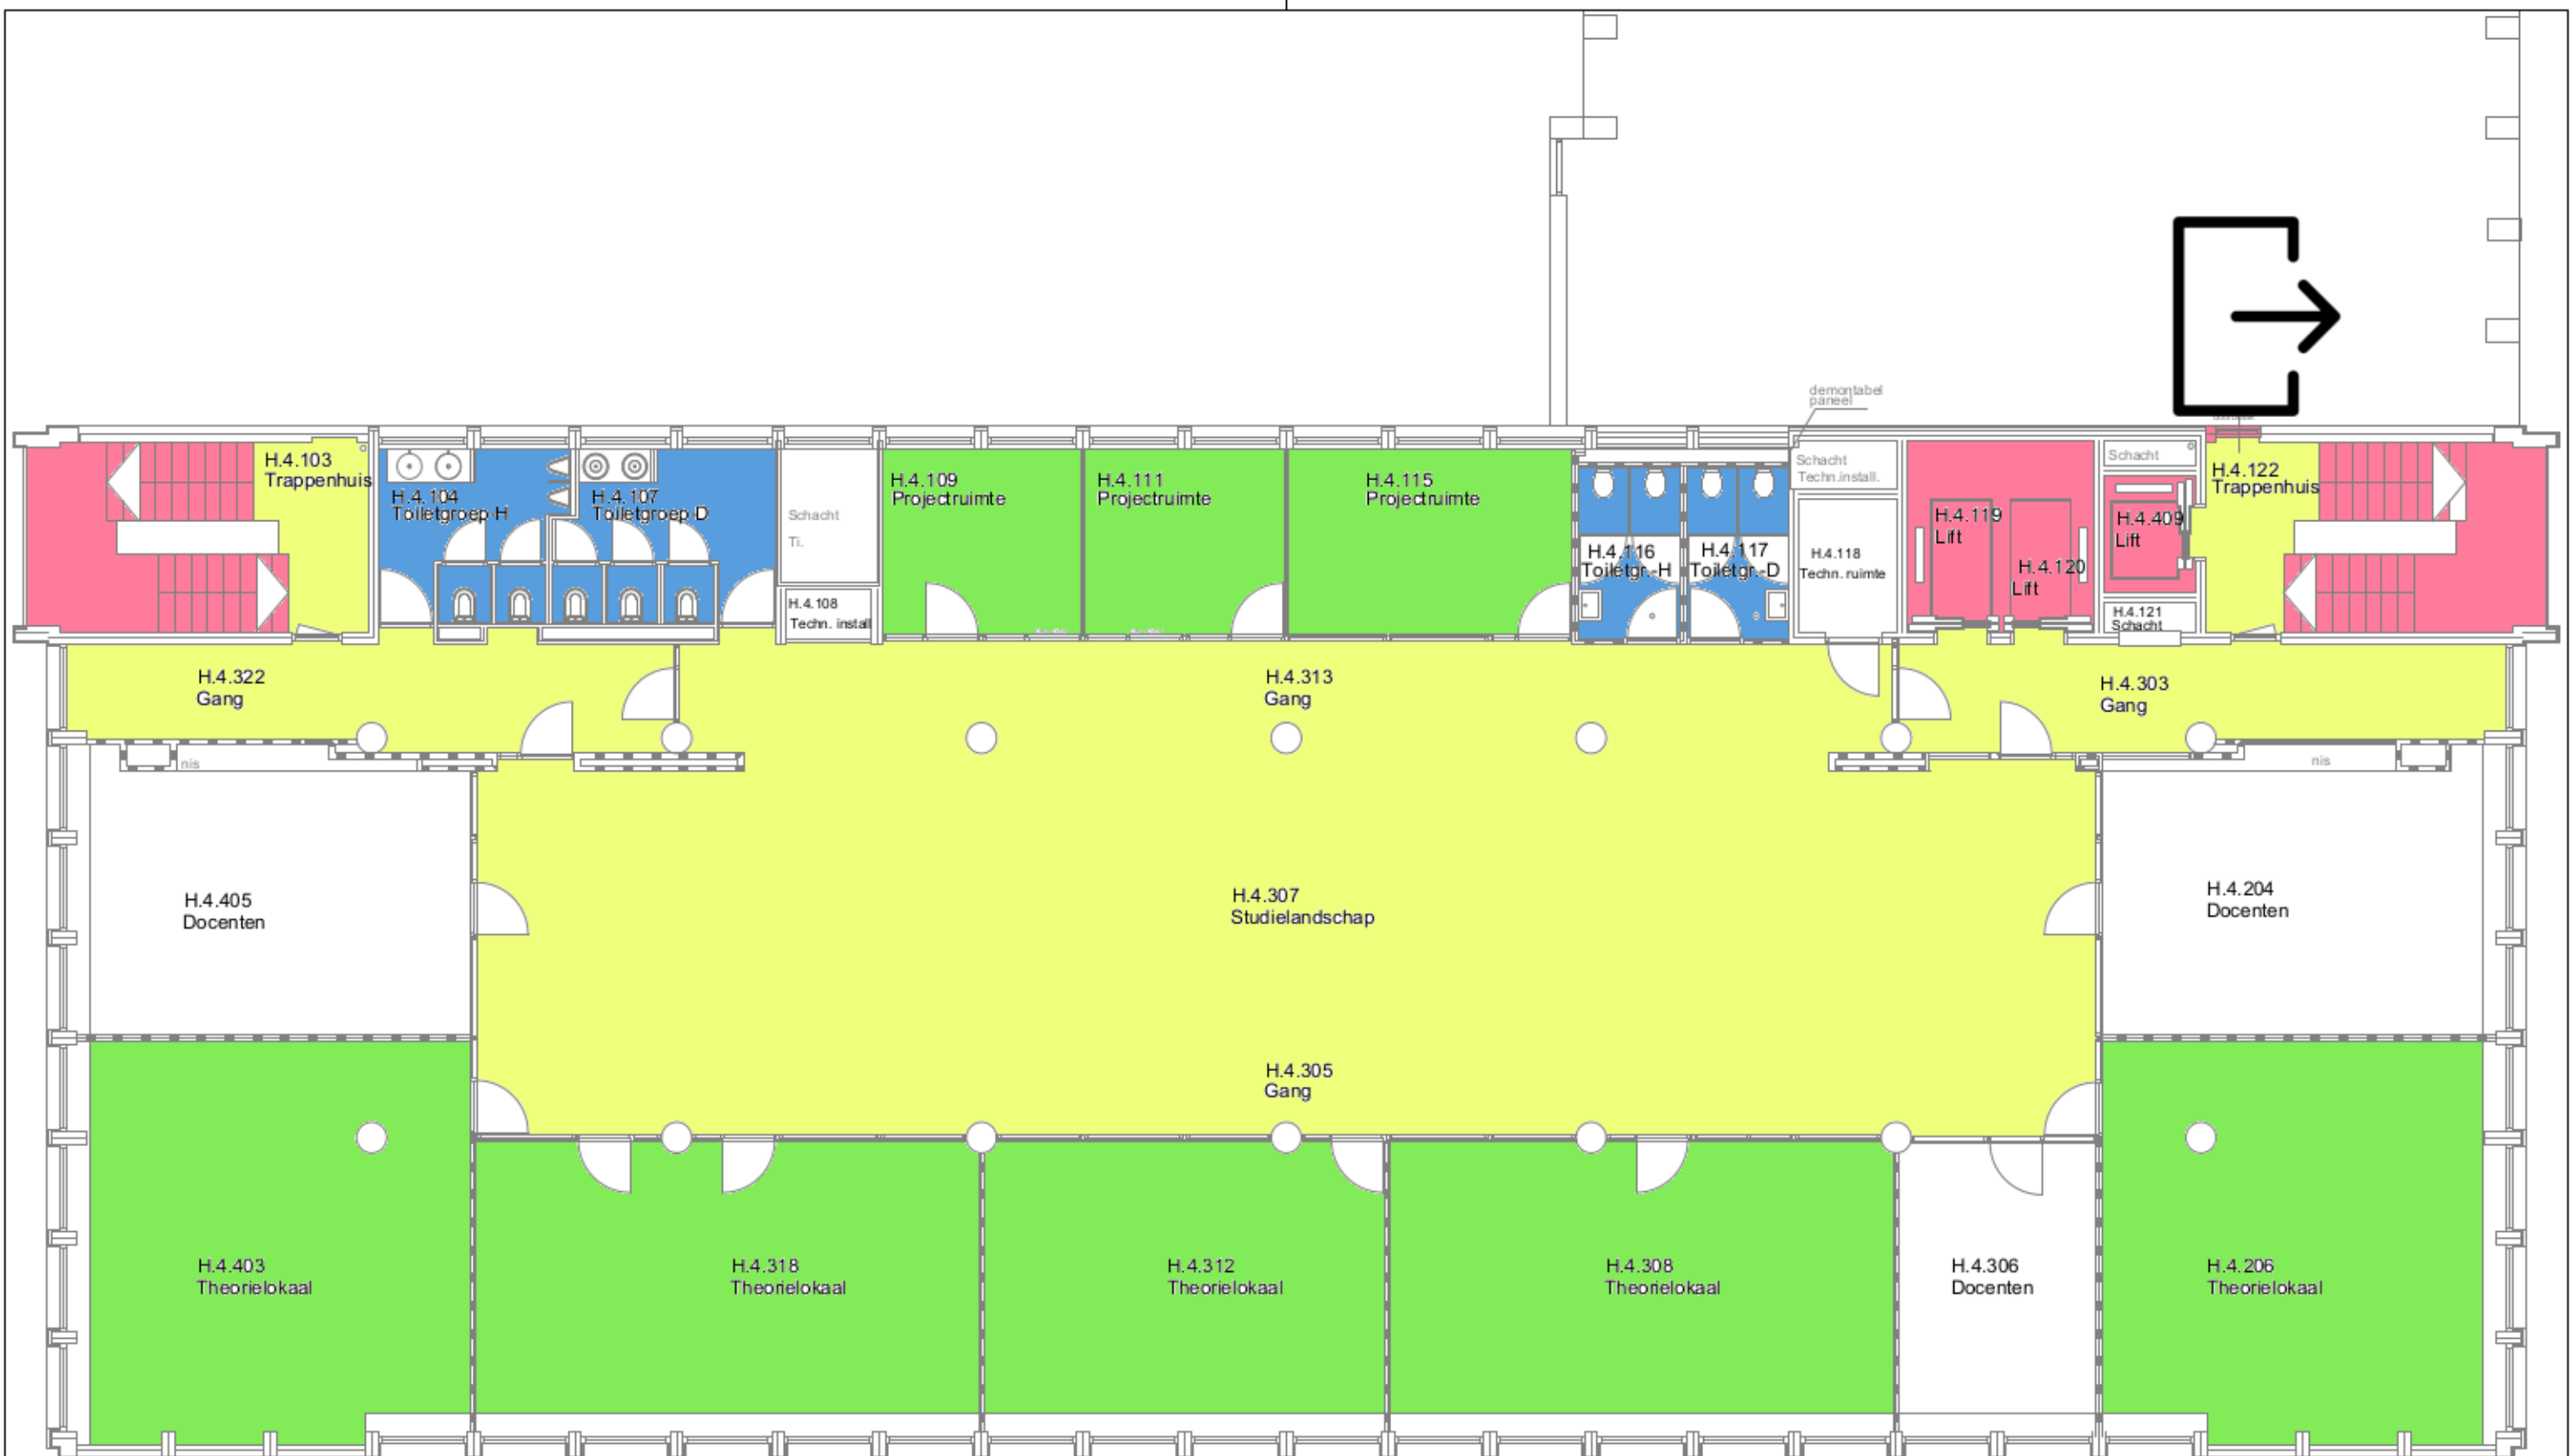 demontabel
paneel
H.4.103
Trappenhuis
H.4.104
Toiletgroep H
H.4.107
Toiletgroep D
Schacht
Ti.
H.4.108
Techn. install
H.4.109
Projectruimte
H.4.111
Projectruimte
H.4.115
Projectruimte
H.4.116
Toiletgr.-H
H.4.117
Toiletgr.-D
Schacht
Techn.install.
H.4.118
Techn. ruimte
H.4.119
Lift
H.4.120
Lift
Schacht
H.4.409
Lift
H.4.121
Schacht
H.4.122
Trappenhuis
H.4.322
Gang
H.4.313
Gang
H.4.303
Gang
nis
nis
H.4.405
Docenten
H.4.307
Studielandschap
H.4.204
Docenten
H.4.305
Gang
H.4.403
Theorielokaal
H.4.318
Theorielokaal
H.4.312
Theorielokaal
H.4.308
Theorielokaal
H.4.306
Docenten
H.4.206
Theorielokaal